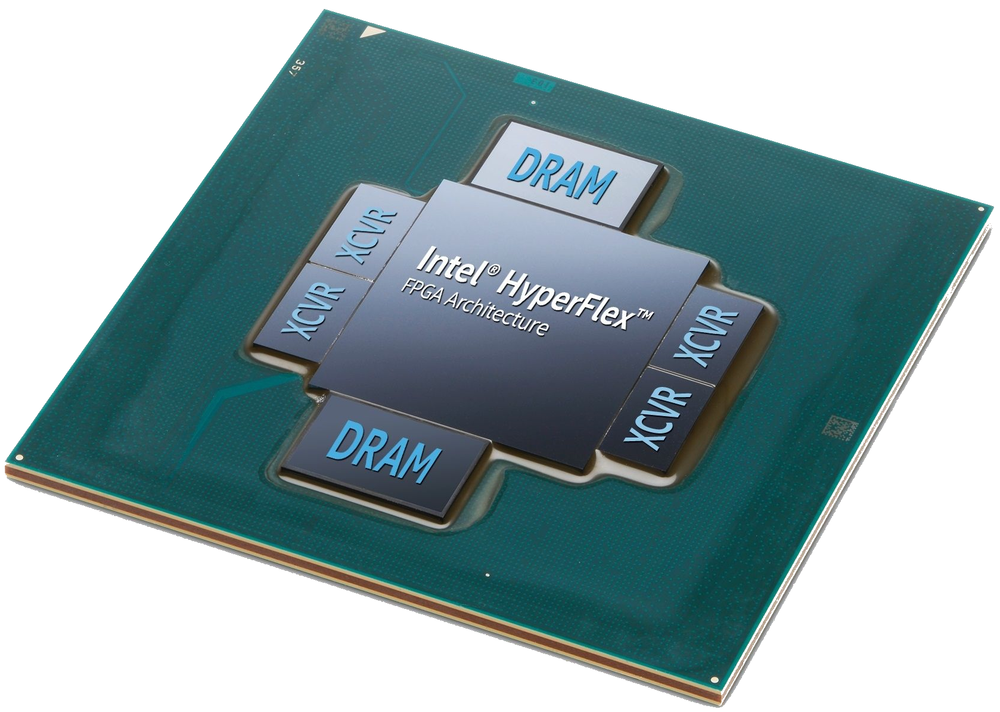 357
DRAM
XCVR
XCVR
Intel® HyperFlex™
FPGA Architecture
XCVR
XCVR
DRAM